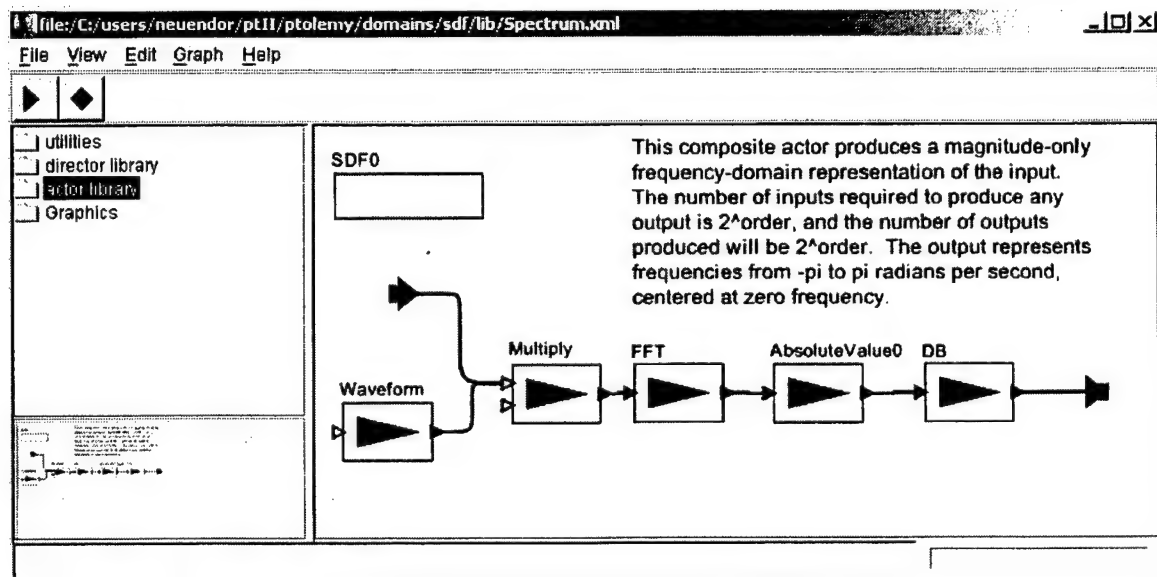 file:/C:/users/neuendor/ptII/ptolemy/domains/sdf/lib/Spectrum.xml
File View Edit Graph Help
utilities
director library
actor library
Graphics
SDF0
This composite actor produces a magnitude-only
frequency-domain representation of the input.
The number of inputs required to produce any
output is 2^order, and the number of outputs
produced will be 2^order. The output represents
frequencies from -pi to pi radians per second,
centered at zero frequency.
Multiply
FFT
AbsoluteValue0
DB
Waveform